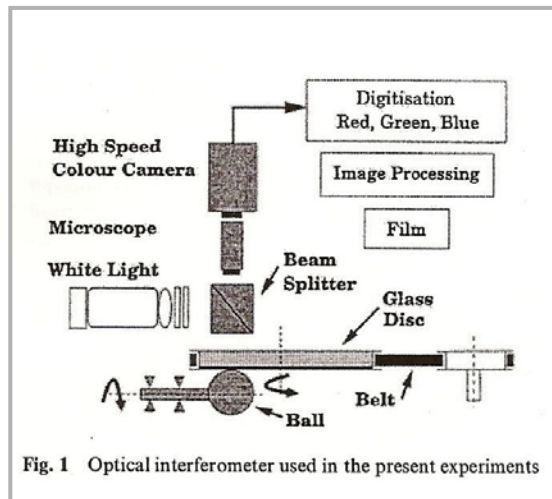 Digitisation
Red, Green, Blue
High Speed
Colour Camera
Image Processing
Microscope
Film
White Light
Beam
Splitter
Glass
Disc
Belt
Ball
Fig. 1 Optical interferometer used in the present experiments